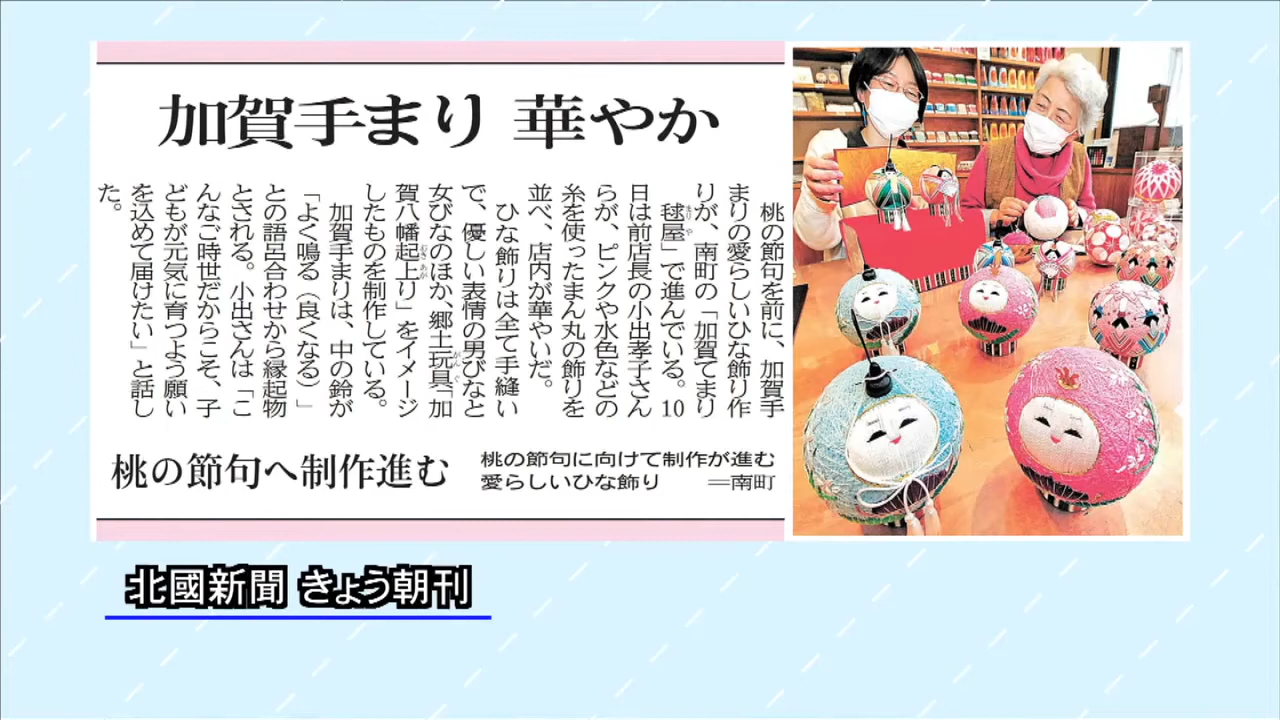 加賀手まり 華やか
桃の節句を前に、加賀手
まりの愛らしいひな飾り作
りが、南町の「加賀てまり
毬屋」で進んでいる。10
日は前店長の小出孝子さん
らが、ピンクや水色などの
糸を使ったまん丸の飾りを
並べ、店内が華やいだ。
ひな飾りは全て手縫い
で、優しい表情の男びなと
女びなのほか、郷土玩具「加
賀八幡起上り」をイメージ
したものを制作している。
加賀手まりは、中の鈴が
「よく鳴る(良くなる)」
との語呂合わせから縁起物
とされる。小出さんは「こ
んなご時世だからこそ、子
どもが元気に育つよう願い
を込めて届けたい」と話し
た。
桃の節句へ制作進む
桃の節句に向けて制作が進む
愛らしいひな飾り ＝南町
北國新聞 きょう朝刊